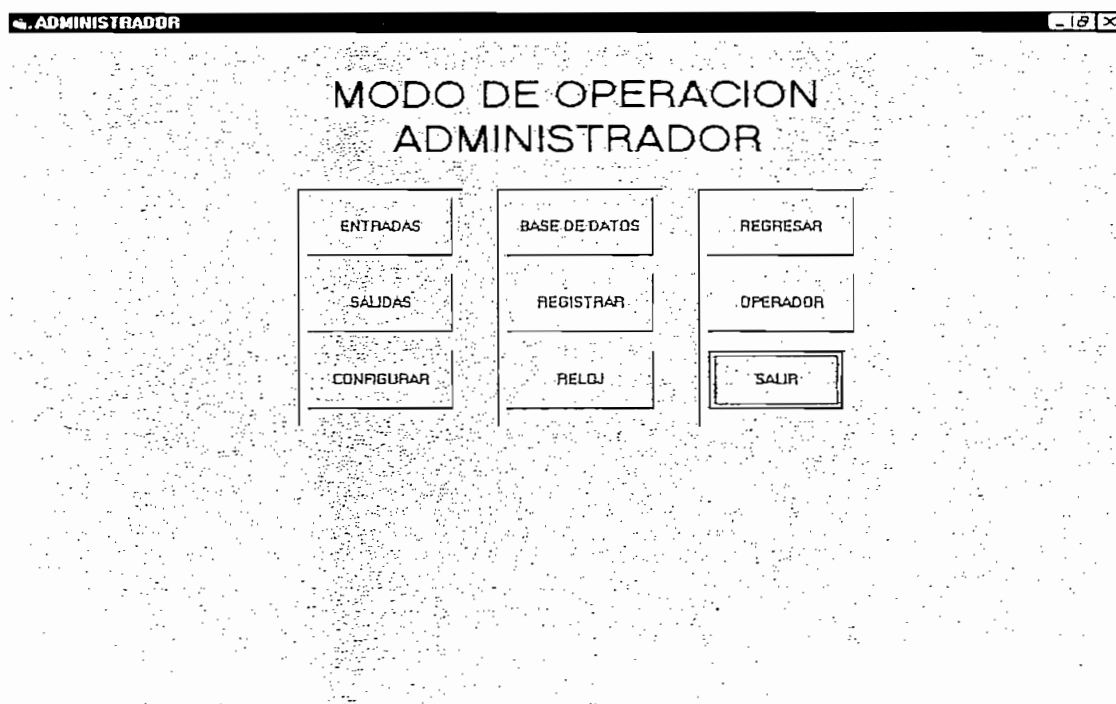 ADMINISTRADOR
MODO DE OPERACION
ADMINISTRADOR
ENTRADAS
BASE DE DATOS
REGRESAR
SALIDAS
REGISTRAR
OPERADOR
CONFIGURAR
RELOJ
SALIR